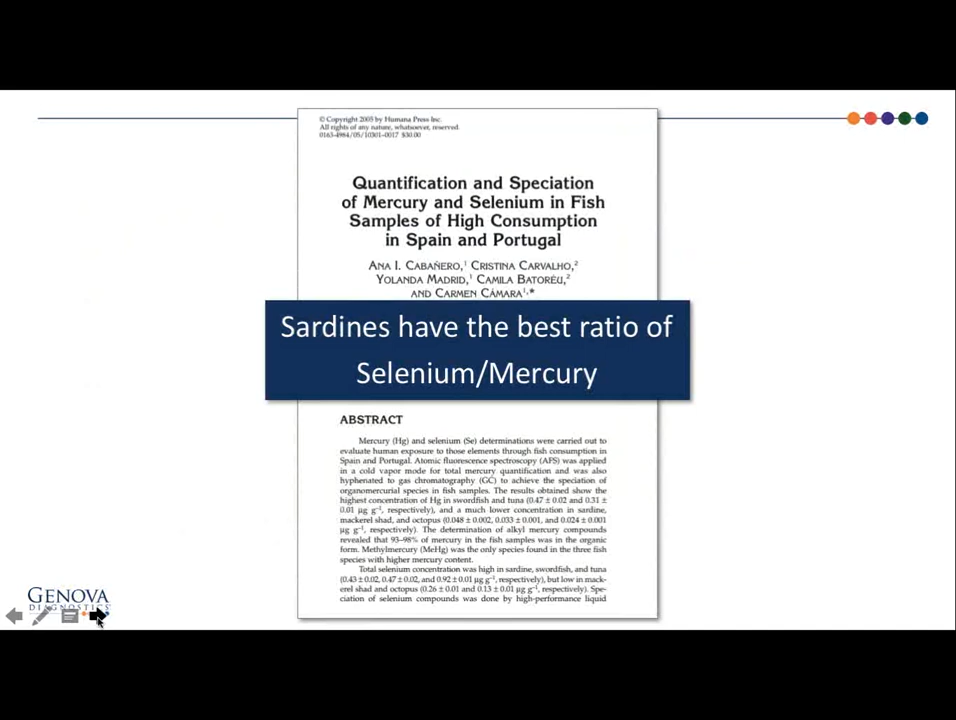 © Copyright 2005 by Humana Press Inc.
All rights of any nature, whatsoever, reserved.
0163-4984/05/10301–0017 $30.00
Quantification and Speciation
of Mercury and Selenium in Fish
Samples of High Consumption
in Spain and Portugal
ANA I. CABAÑERO,¹ CRISTINA CARVALHO,²
YOLANDA MADRID,¹ CAMILA BATORÉU,²
AND CARMEN CÁMARA¹,*
Sardines have the best ratio of
Selenium/Mercury
ABSTRACT
Mercury (Hg) and selenium (Se) determinations were carried out to
evaluate human exposure to those elements through fish consumption in
Spain and Portugal. Atomic fluorescence spectroscopy (AFS) was applied
in a cold vapor mode for total mercury quantification and was also
hyphenated to gas chromatography (GC) to achieve the speciation of
organomercurial species in fish samples. The results obtained show the
highest concentration of Hg in swordfish and tuna (0.47 ± 0.02 and 0.31 ±
0.01 µg g⁻¹, respectively), and a much lower concentration in sardine,
mackerel shad, and octopus (0.048 ± 0.002, 0.033 ± 0.001, and 0.024 ± 0.001
µg g⁻¹, respectively). The determination of alkyl mercury compounds
revealed that 93–98% of mercury in the fish samples was in the organic
form. Methylmercury (MeHg) was the only species found in the three fish
species with higher mercury content.
Total selenium concentration was high in sardine, swordfish, and tuna
(0.43 ± 0.02, 0.47 ± 0.02, and 0.92 ± 0.01 µg g⁻¹, respectively), but low in mack-
erel shad and octopus (0.26 ± 0.01 and 0.13 ± 0.01 µg g⁻¹, respectively). Spe-
ciation of selenium compounds was done by high-performance liquid
GENOVA
DIAGNOSTICS